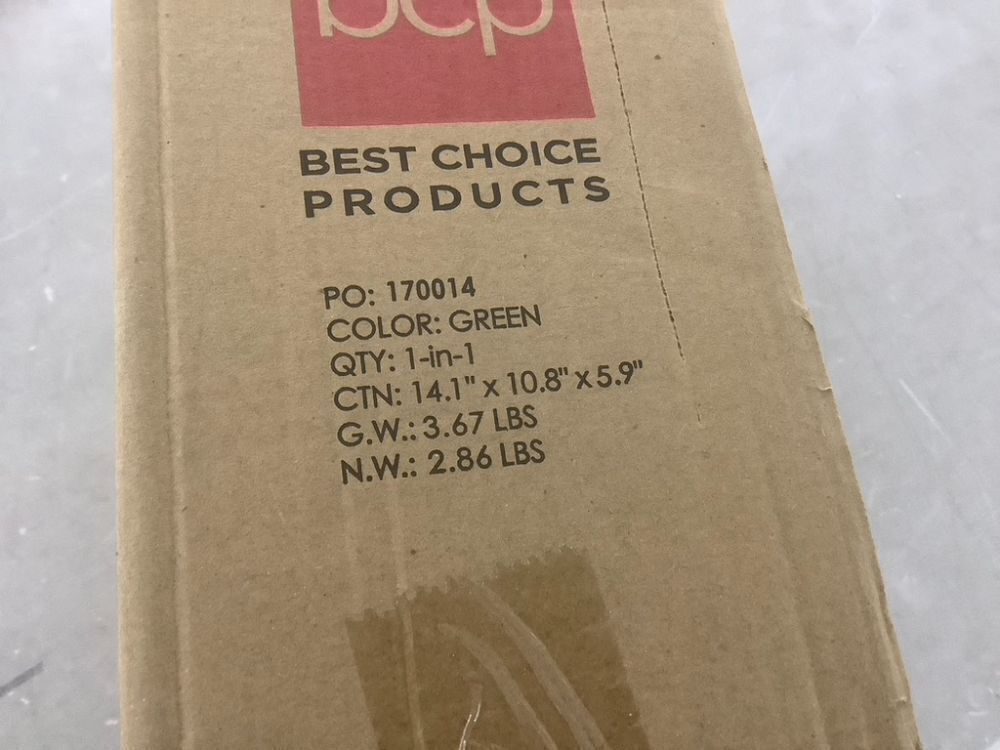 bcp
BEST CHOICE
PRODUCTS
PO: 170014
COLOR: GREEN
QTY: 1-in-1
CTN: 14.1" x 10.8" x 5.9"
G.W.: 3.67 LBS
N.W.: 2.86 LBS